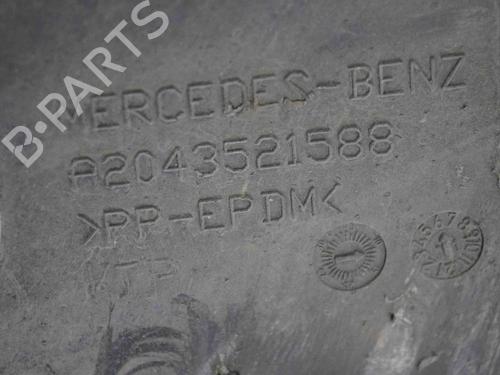 B-PARTS
MERCEDES-BENZ
A2043521588
>PP-EPDM<